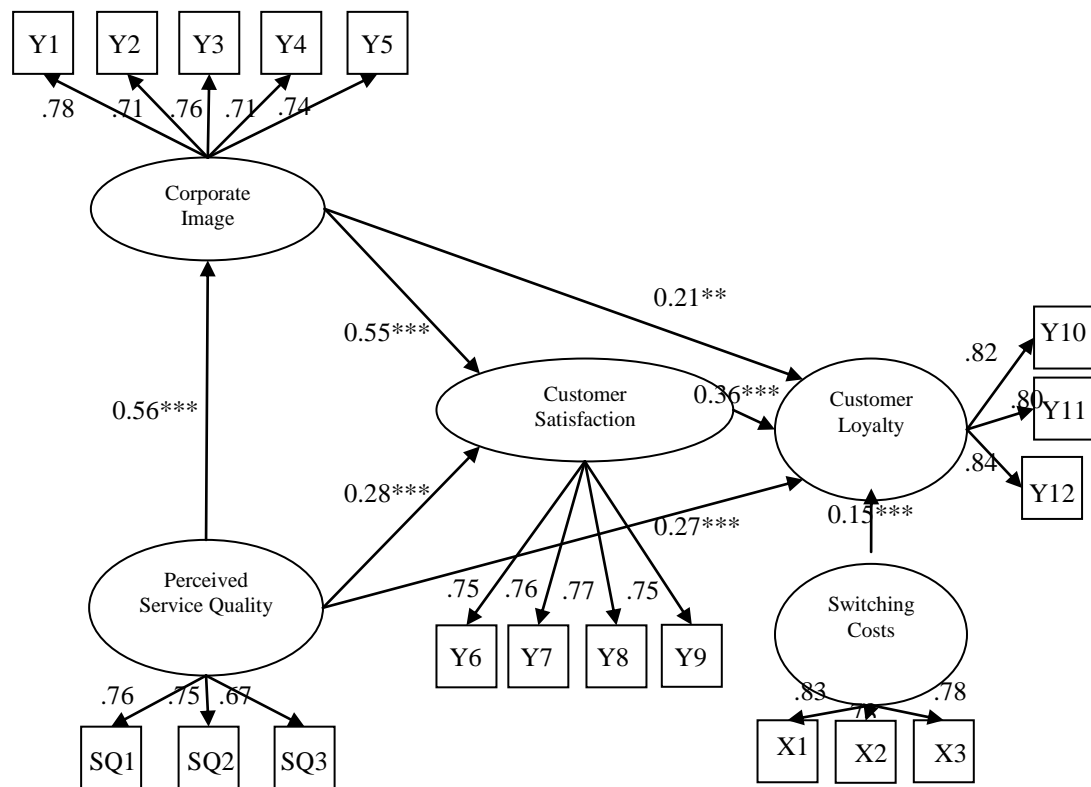 Y1 Y2 Y3 Y4 Y5
.78 .71 .76 .71 .74
Corporate
Image
0.21**
0.55***
Y10
.82
Customer
Satisfaction
0.36***
Customer
Loyalty
.80
Y11
0.56***
.84
Y12
0.28***
0.27***
0.15***
Perceived
Service Quality
.75 .76 .77 .75
Switching
Costs
Y6 Y7 Y8 Y9
.76 .75 .67
.83 .78
SQ1 SQ2 SQ3
X1 X2 X3